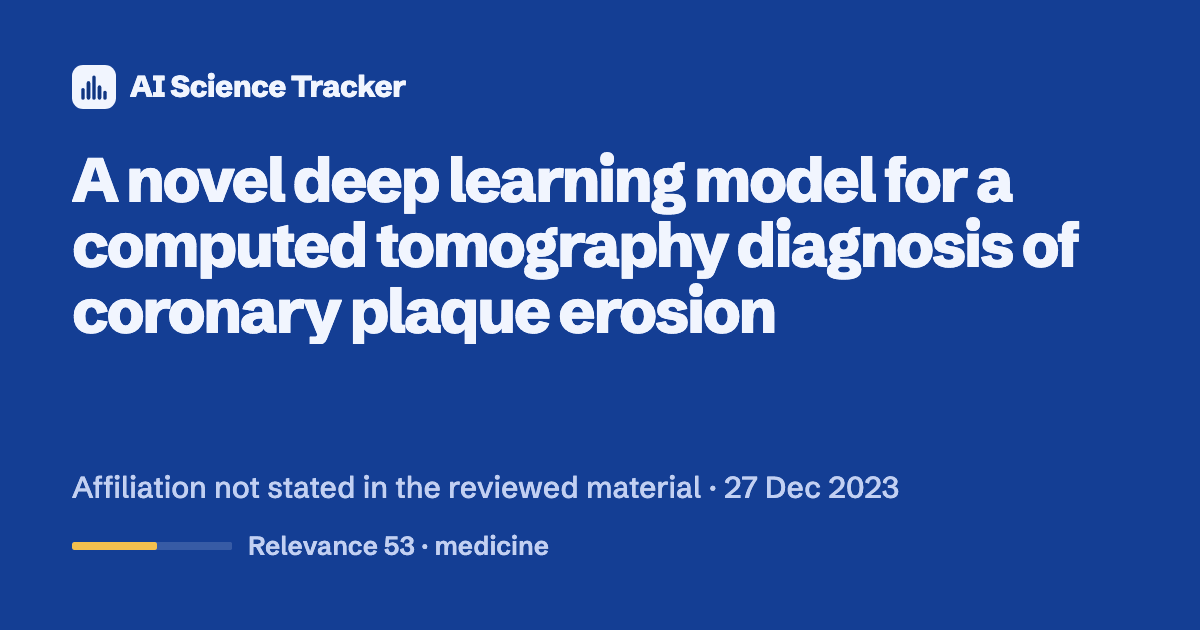 AI Science Tracker
A novel deep learning model for a
computed tomography diagnosis of
coronary plaque erosion
Affiliation not stated in the reviewed material · 27 Dec 2023
Relevance 53 · medicine